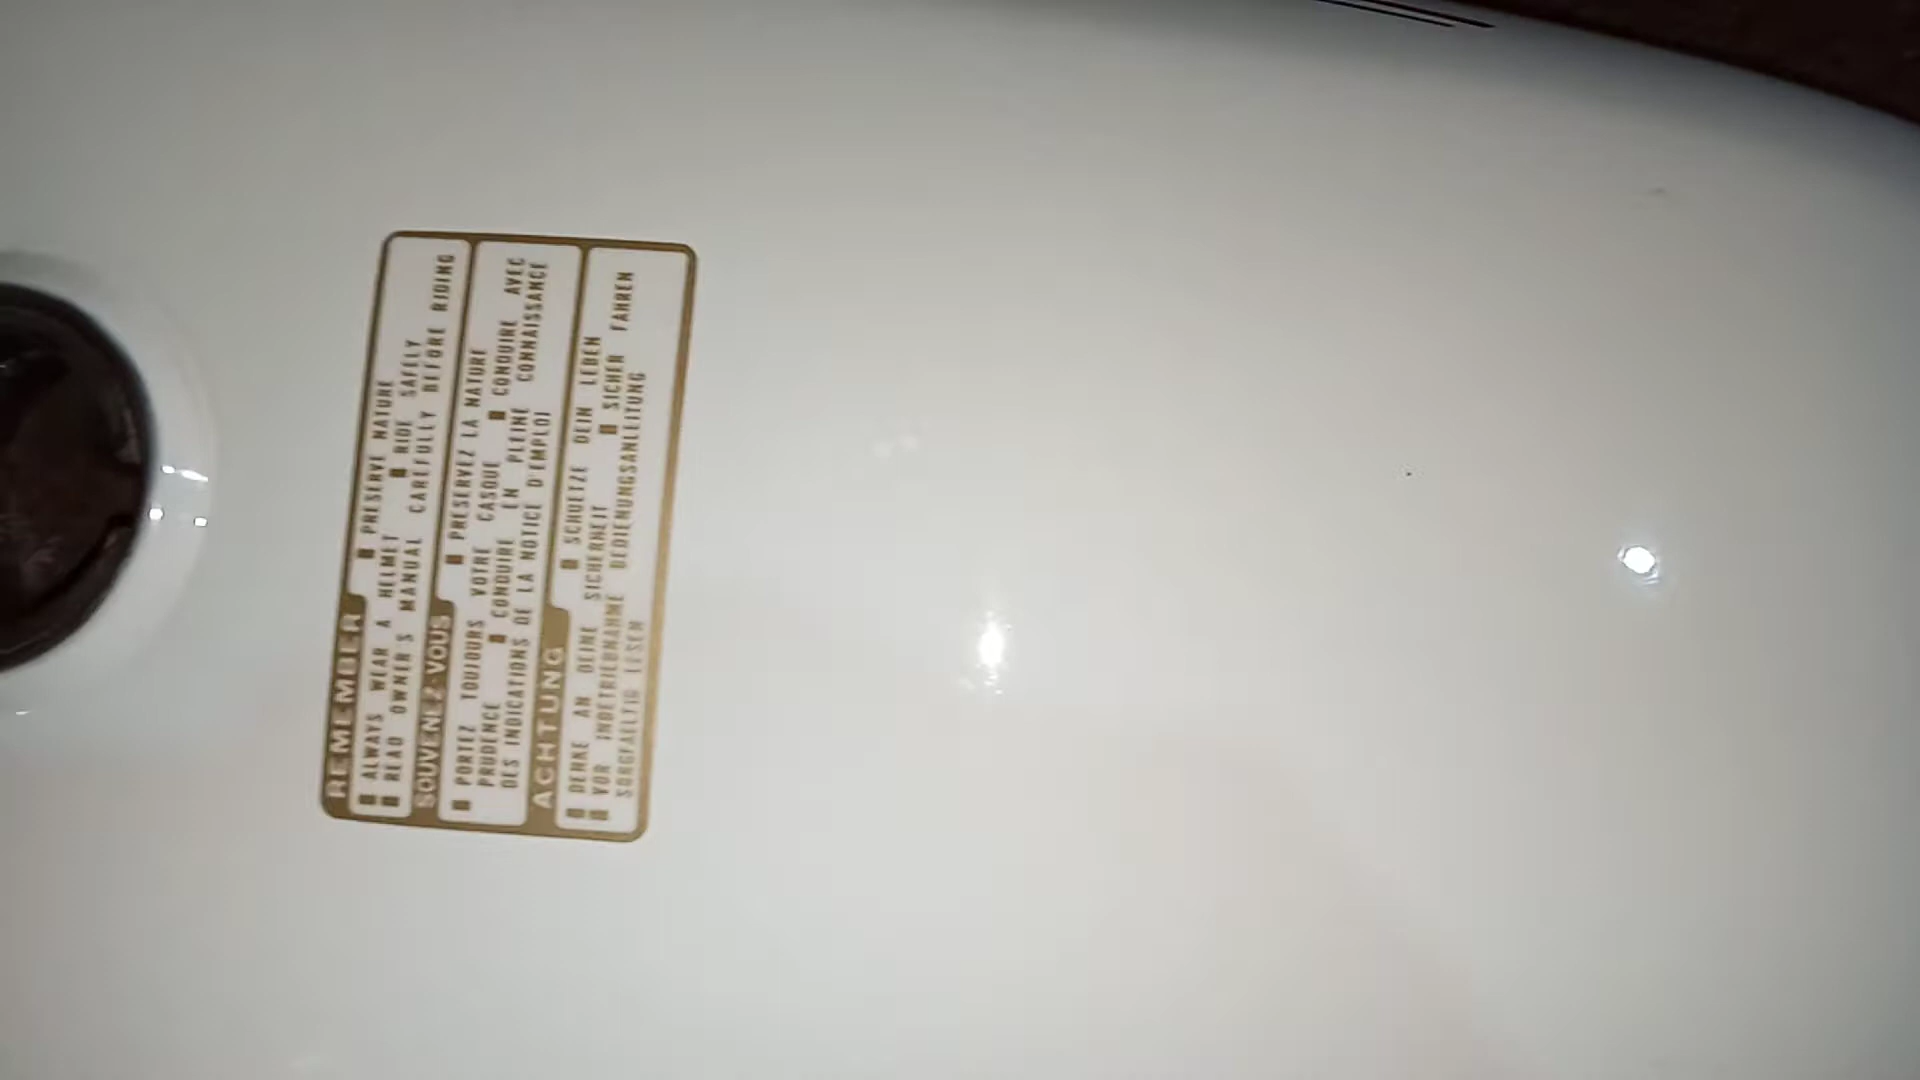 REMEMBER
■ ALWAYS WEAR A HELMET ■ PRESERVE NATURE
■ READ OWNER'S MANUAL CAREFULLY BEFORE RIDING ■ RIDE SAFELY
SOUVENEZ-VOUS
■ PORTEZ TOUJOURS VOTRE CASQUE ■ PRESERVEZ LA NATURE
PRUDENCE ■ CONDUIRE EN PLEINE CONNAISSANCE ■ CONDUIRE AVEC
DES INDICATIONS DE LA NOTICE D'EMPLOI
ACHTUNG
■ DENKE AN DEINE SICHERHEIT ■ SCHUETZE DEIN LEBEN
■ VOR INBETRIEBNAHME BEDIENUNGSANLEITUNG ■ SICHER FAHREN
SORGFAELTIG LESEN